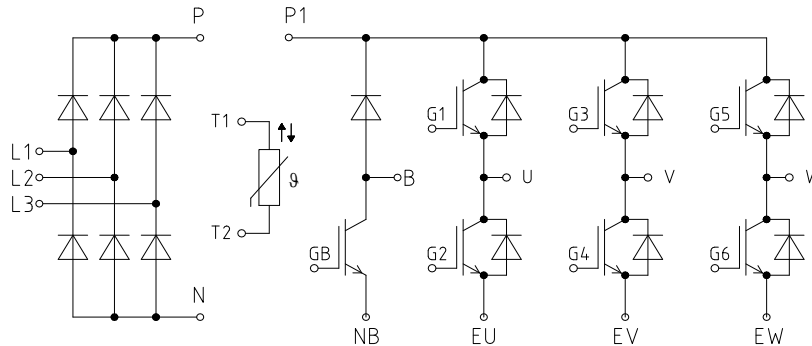 P P1
T1 G1 G3 G5
L1
L2 B U V W
L3 ϑ
T2 GB G2 G4 G6
N
NB EU EV EW